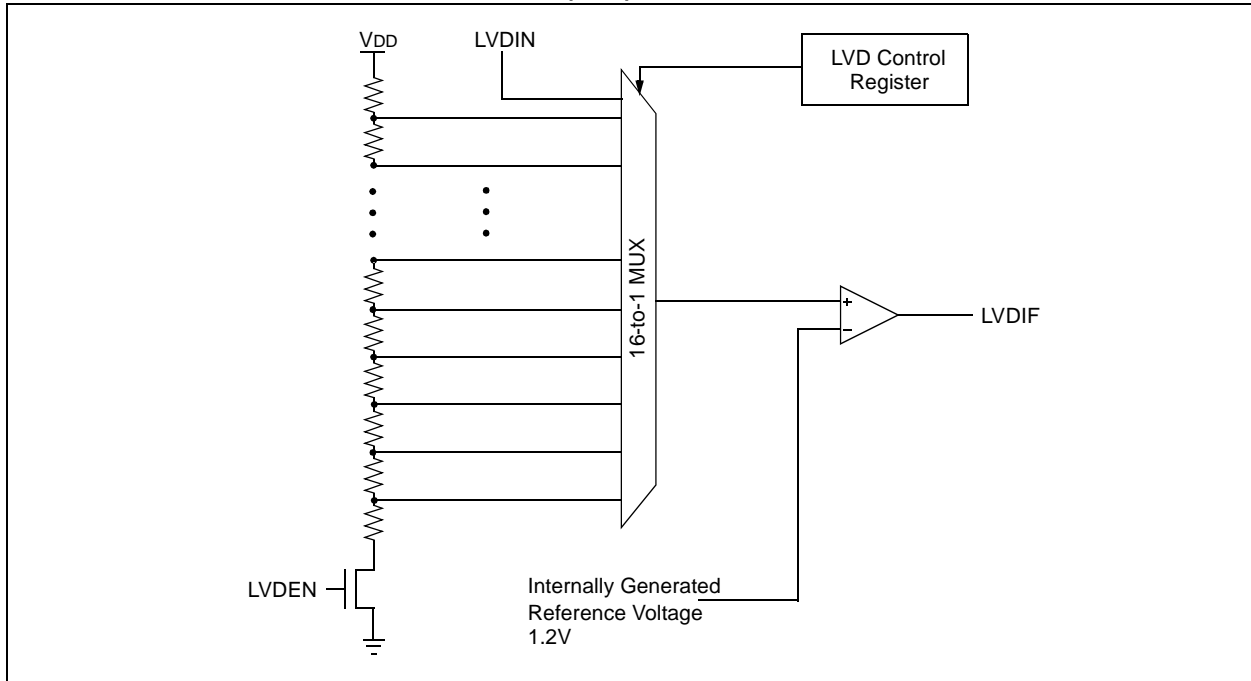 VDD
LVDIN
LVD Control
Register
16-to-1 MUX
+
−
LVDIF
LVDEN
Internally Generated
Reference Voltage
1.2V